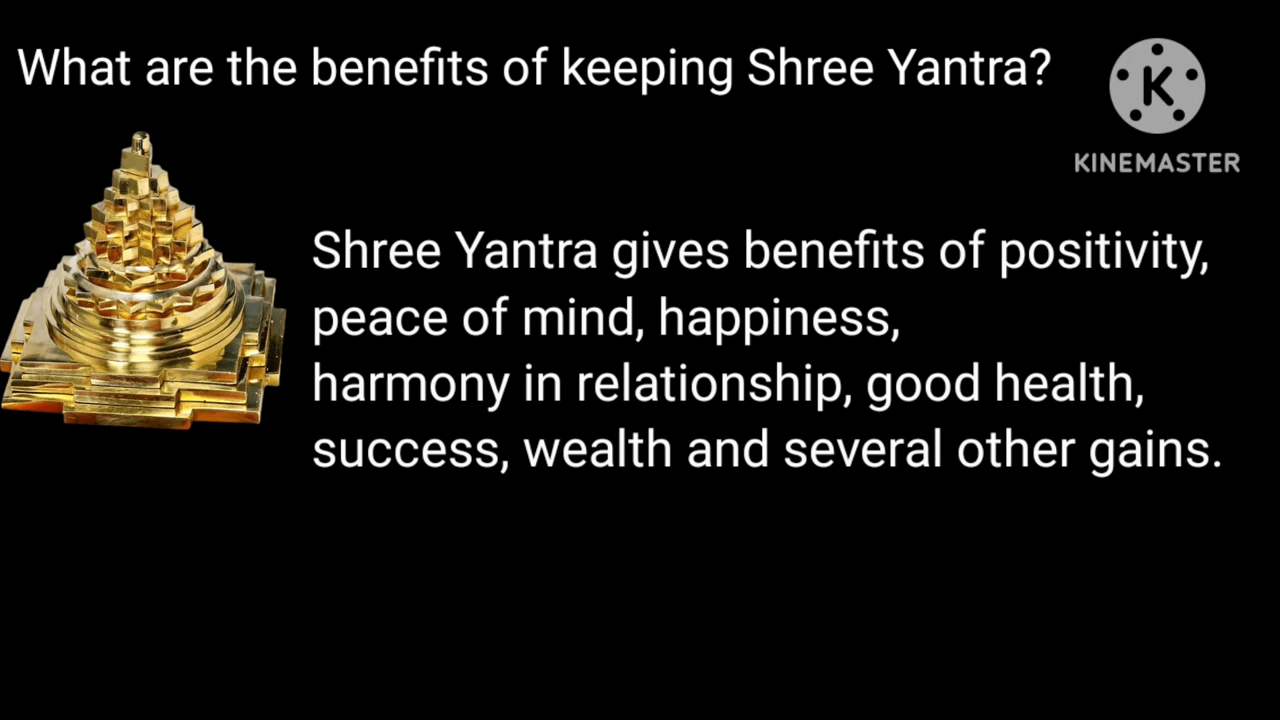 What are the benefits of keeping Shree Yantra?
K
KINEMASTER
Shree Yantra gives benefits of positivity,
peace of mind, happiness,
harmony in relationship, good health,
success, wealth and several other gains.